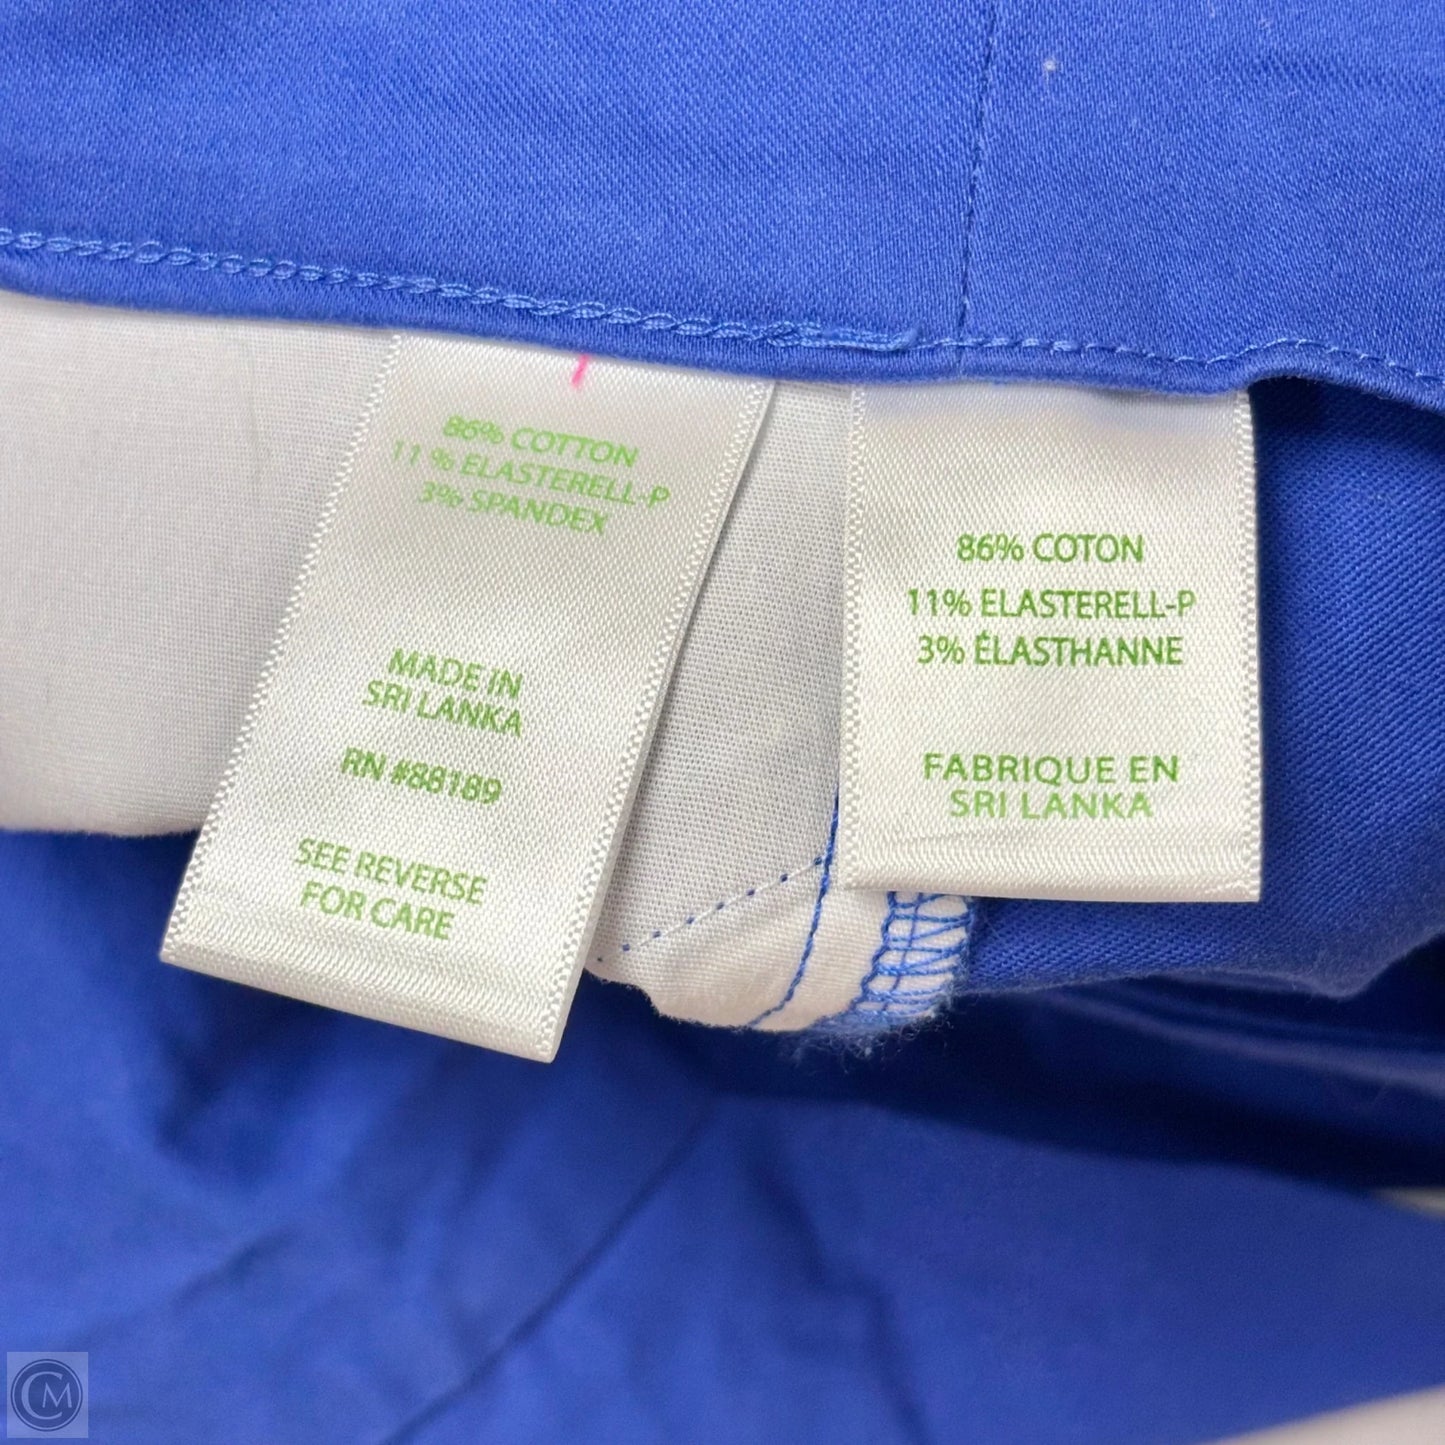 86% COTTON
11 % ELASTERELL-P
3% SPANDEX
MADE IN
SRI LANKA
RN #88189
SEE REVERSE
FOR CARE
86% COTON
11% ELASTERELL-P
3% ÉLASTHANNE
FABRIQUE EN
SRI LANKA
CM